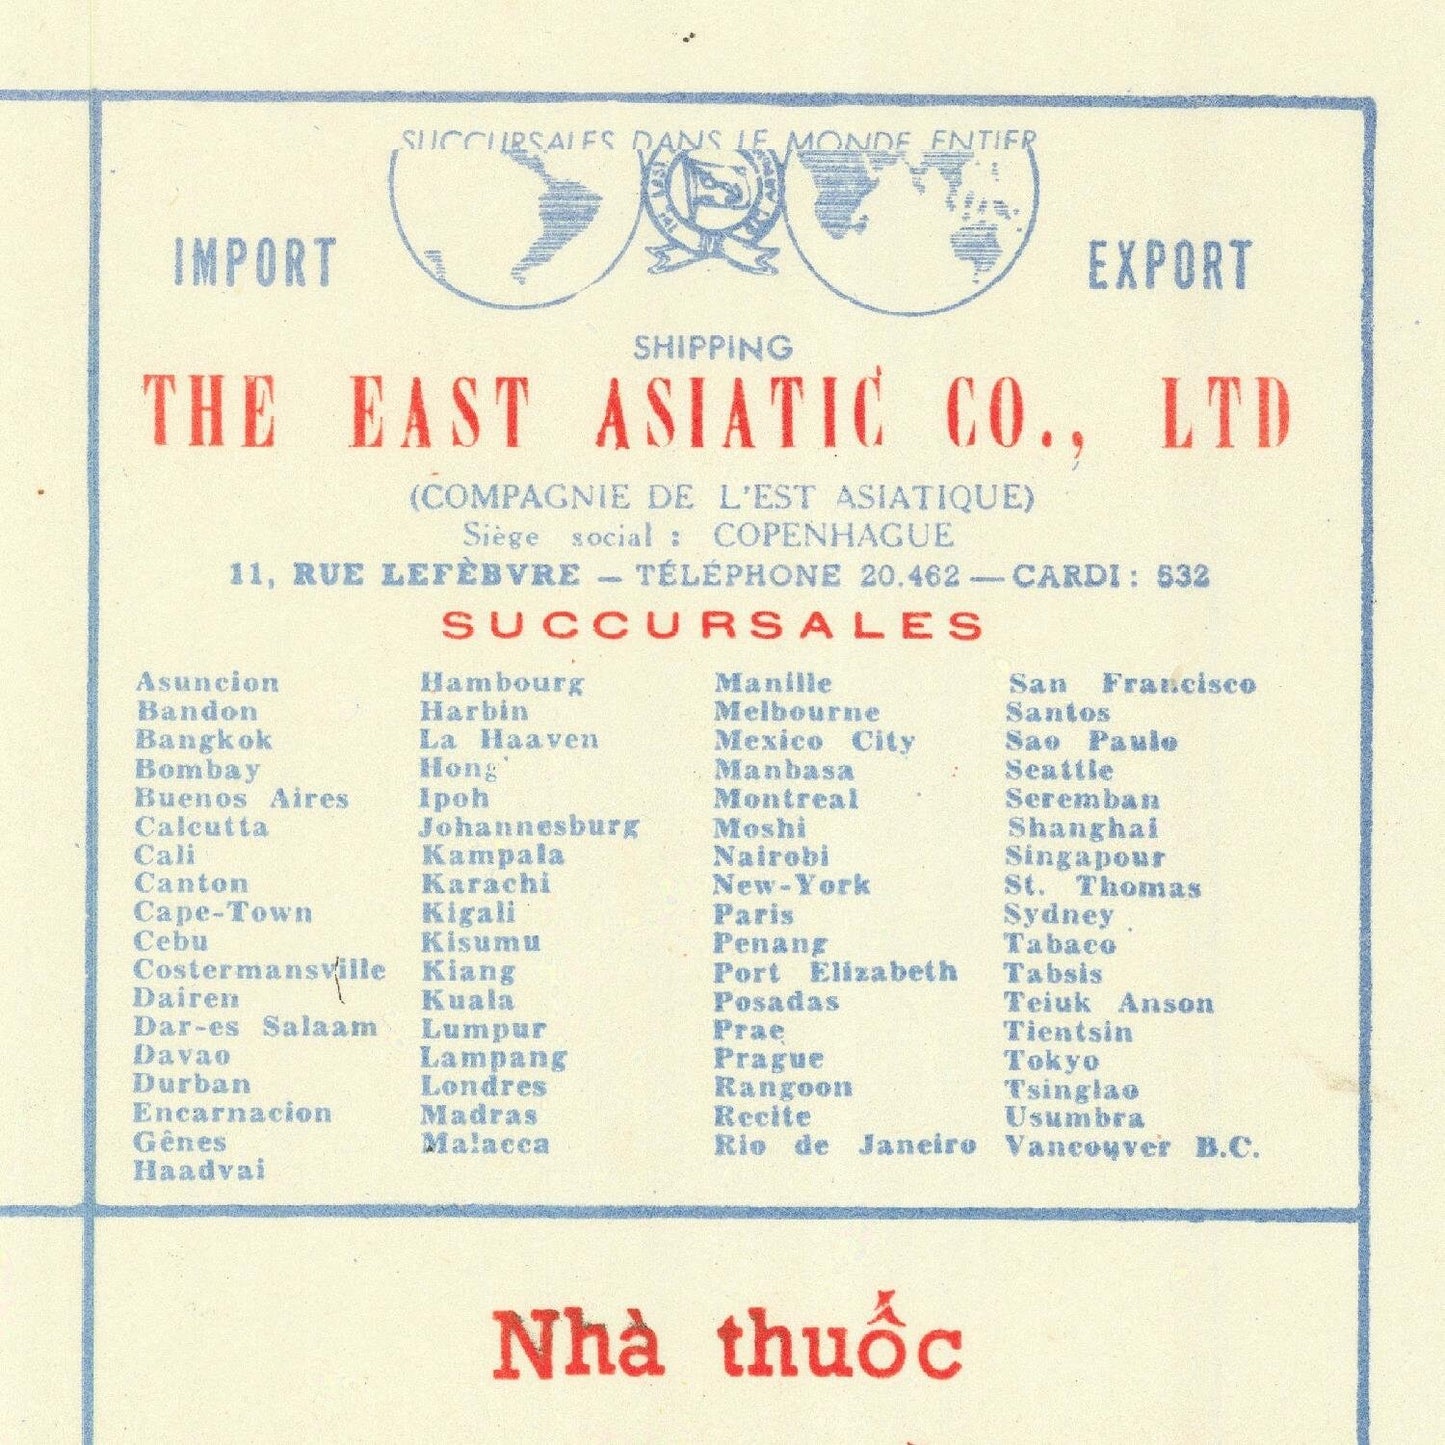 SUCCURSALES DANS LE MONDE ENTIER
IMPORT
EXPORT
SHIPPING
THE EAST ASIATIC CO., LTD
(COMPAGNIE DE L'EST ASIATIQUE)
Siège social : COPENHAGUE
11, RUE LEFÈBVRE — TÉLÉPHONE 20.462 — CARDI : 532
SUCCURSALES
Asuncion
Bandon
Bangkok
Bombay
Buenos Aires
Calcutta
Cali
Canton
Cape-Town
Cebu
Costermansville
Dairen
Dar-es Salaam
Davao
Durban
Encarnacion
Gênes
Haadvai
Hambourg
Harbin
La Haaven
Hong
Ipoh
Johannesburg
Kampala
Karachi
Kigali
Kisumu
Kiang
Kuala
Lumpur
Lampang
Londres
Madras
Malacca
Manille
Melbourne
Mexico City
Manbasa
Montreal
Moshi
Nairobi
New-York
Paris
Penang
Port Elizabeth
Posadas
Prae
Prague
Rangoon
Recite
Rio de Janeiro
San Francisco
Santos
Sao Paulo
Seattle
Seremban
Shanghai
Singapour
St. Thomas
Sydney
Tabaco
Tabsis
Teiuk Anson
Tientsin
Tokyo
Tsinglao
Usumbra
Vancouver B.C.
Nhà thuốc